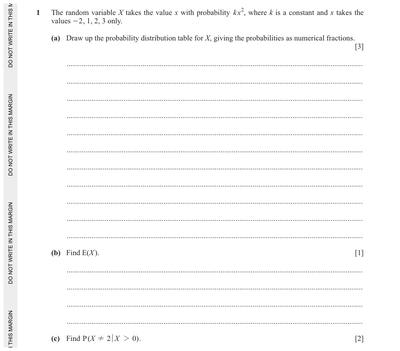 1 The random variable X takes the value x with probability kx², where k is a constant and x takes the
values −2, 1, 2, 3 only.
(a) Draw up the probability distribution table for X, giving the probabilities as numerical fractions.
[3]
(b) Find E(X). [1]
(c) Find P(X ≠ 2 | X > 0). [2]
DO NOT WRITE IN THIS M
DO NOT WRITE IN THIS MARGIN
DO NOT WRITE IN THIS MARGIN
THIS MARGIN